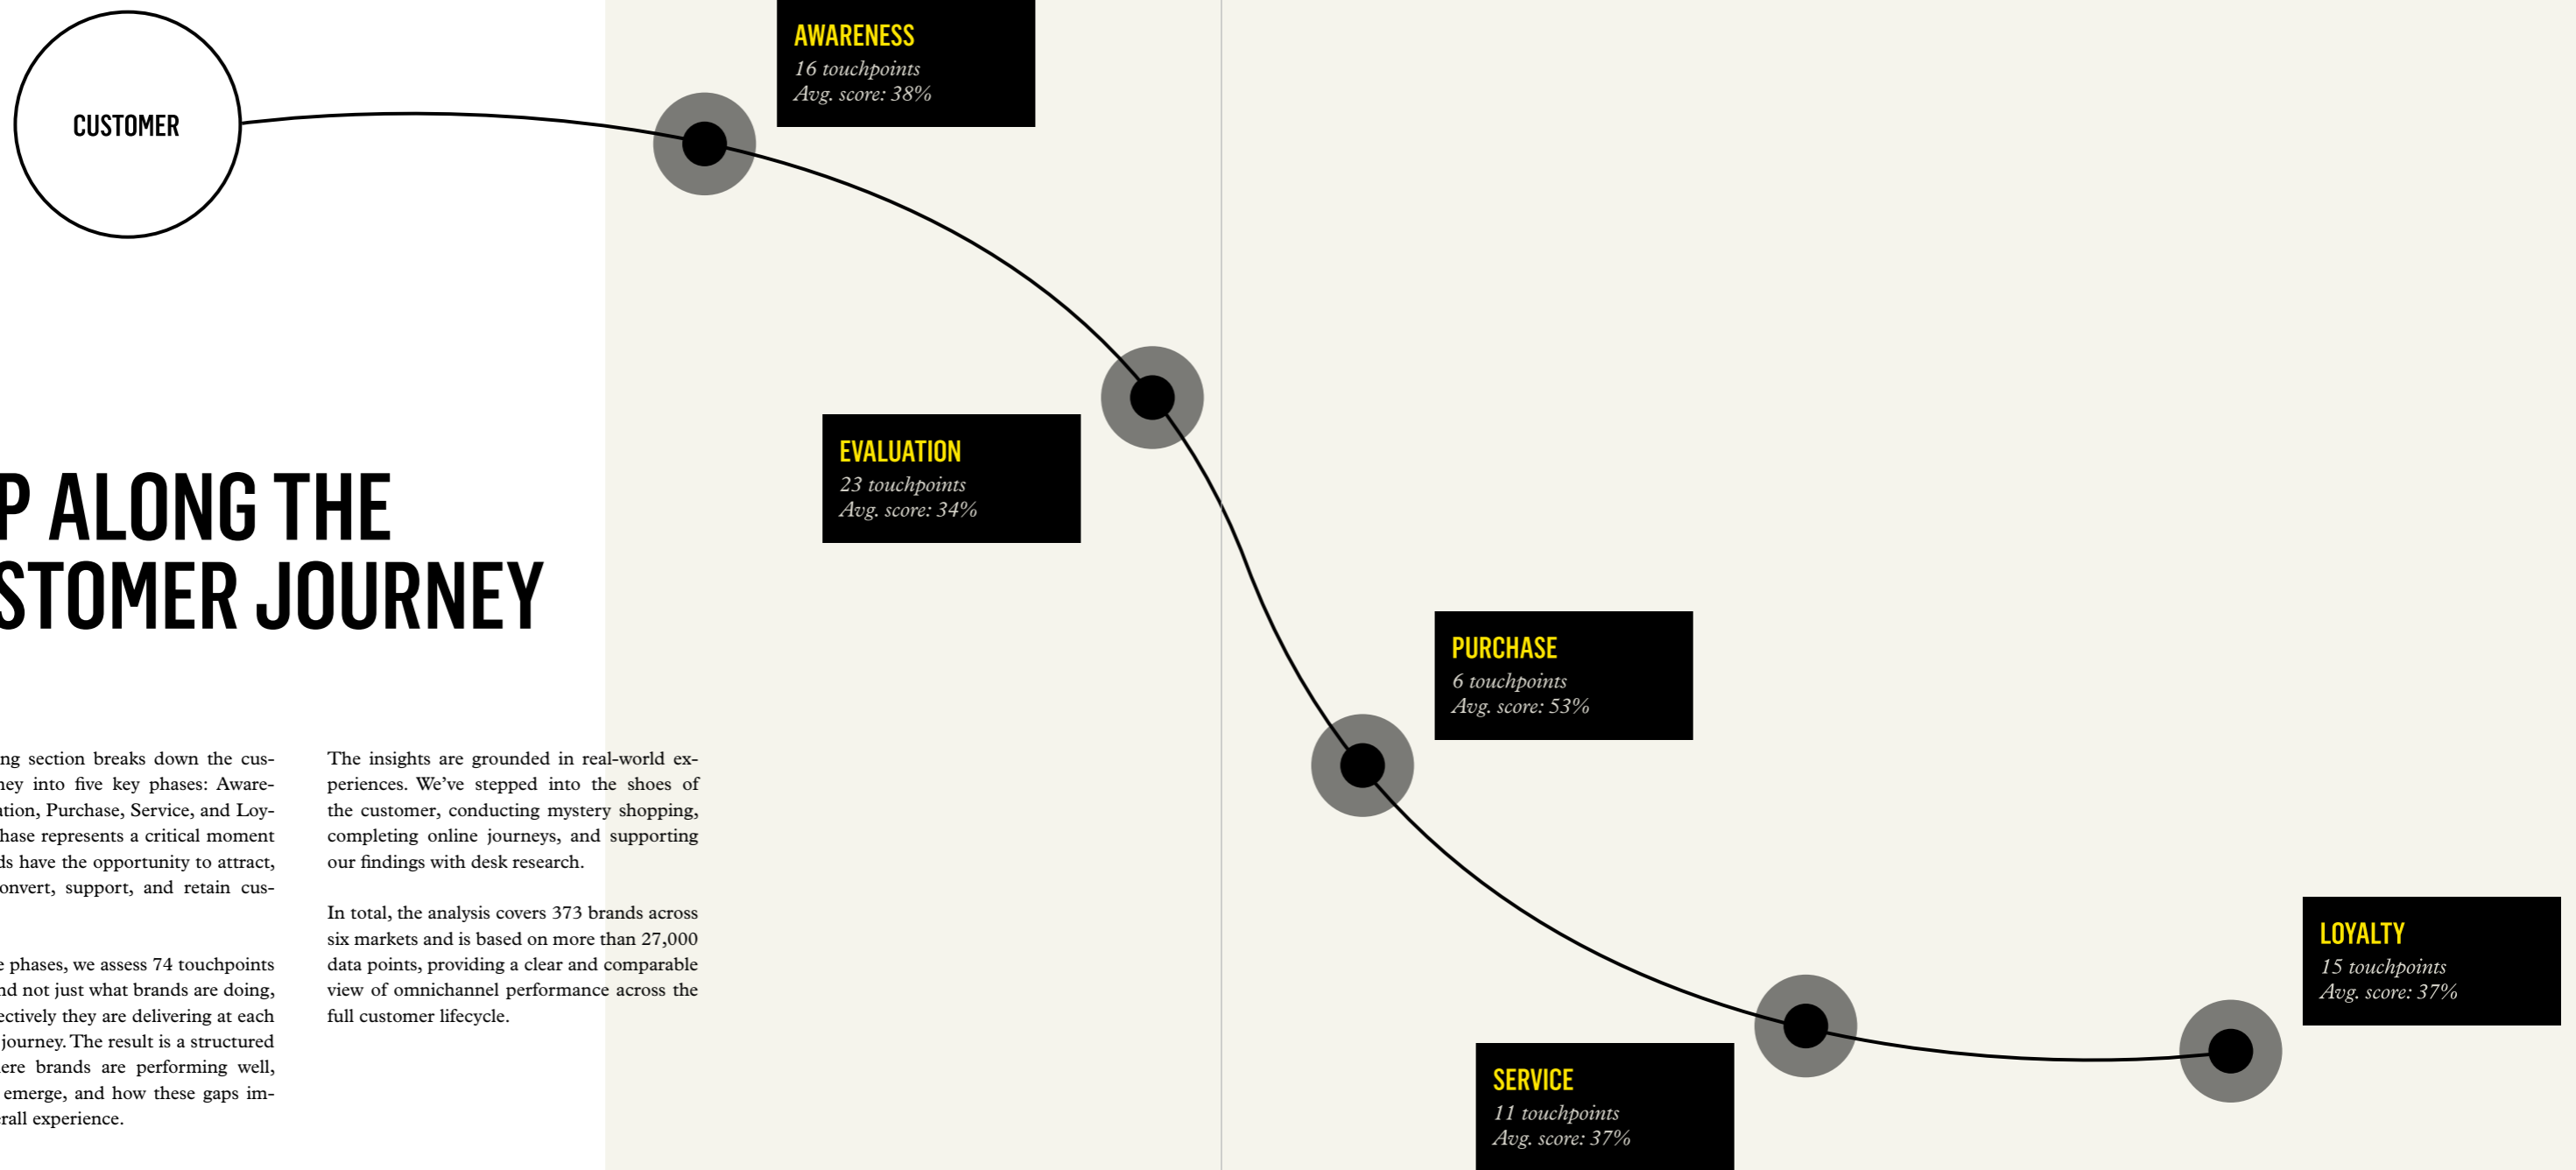 CUSTOMER
AWARENESS
16 touchpoints
Avg. score: 38%
EVALUATION
23 touchpoints
Avg. score: 34%
PURCHASE
6 touchpoints
Avg. score: 53%
SERVICE
11 touchpoints
Avg. score: 37%
LOYALTY
15 touchpoints
Avg. score: 37%
P ALONG THE
STOMER JOURNEY
ng section breaks down the cus-
ney into five key phases: Aware-
ation, Purchase, Service, and Loy-
hase represents a critical moment
ds have the opportunity to attract,
onvert, support, and retain cus-
e phases, we assess 74 touchpoints
nd not just what brands are doing,
ectively they are delivering at each
journey. The result is a structured
ere brands are performing well,
emerge, and how these gaps im-
erall experience.
The insights are grounded in real-world ex-
periences. We've stepped into the shoes of
the customer, conducting mystery shopping,
completing online journeys, and supporting
our findings with desk research.
In total, the analysis covers 373 brands across
six markets and is based on more than 27,000
data points, providing a clear and comparable
view of omnichannel performance across the
full customer lifecycle.